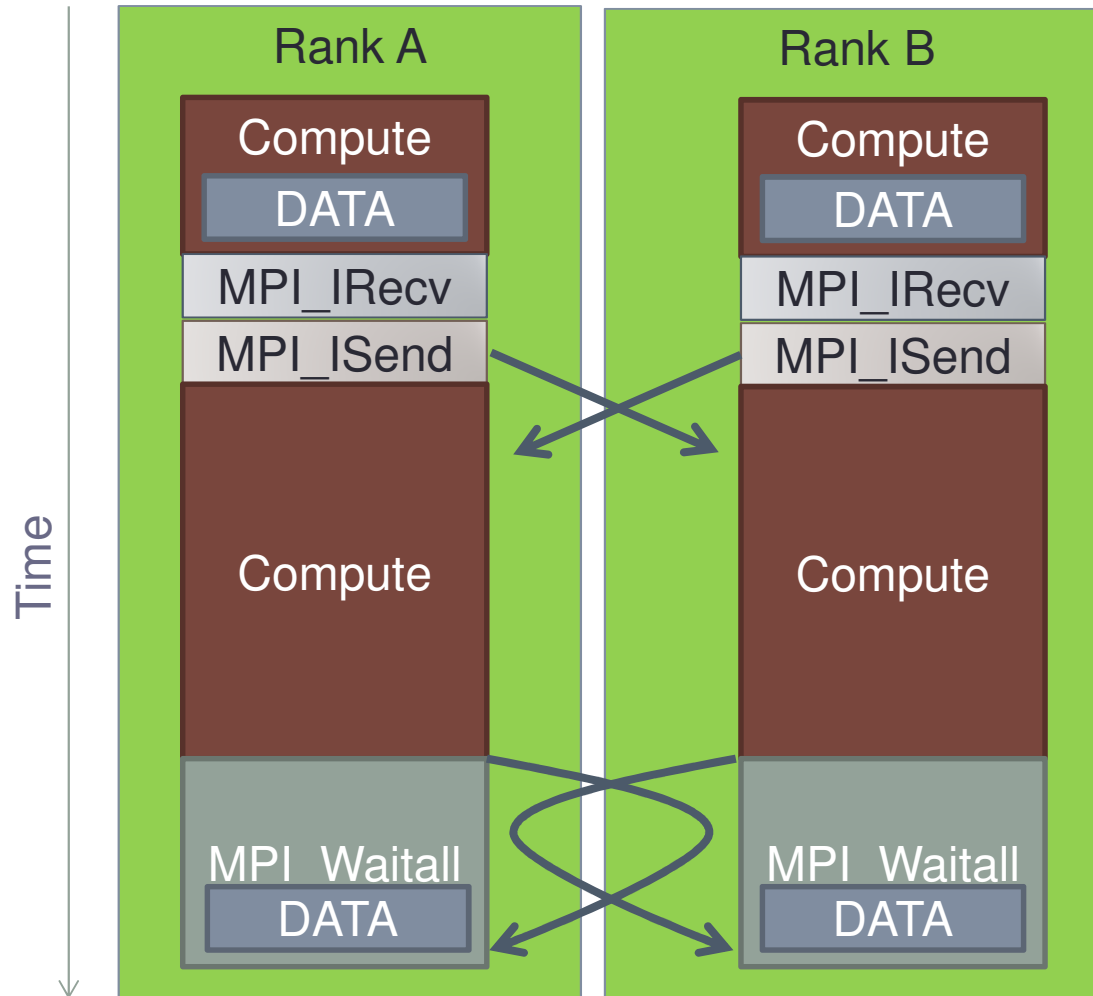 Rank A
Compute
DATA
MPI_IRecv
MPI_ISend
Compute
MPI_Waitall
DATA
Rank B
Compute
DATA
MPI_IRecv
MPI_ISend
Compute
MPI_Waitall
DATA
Time